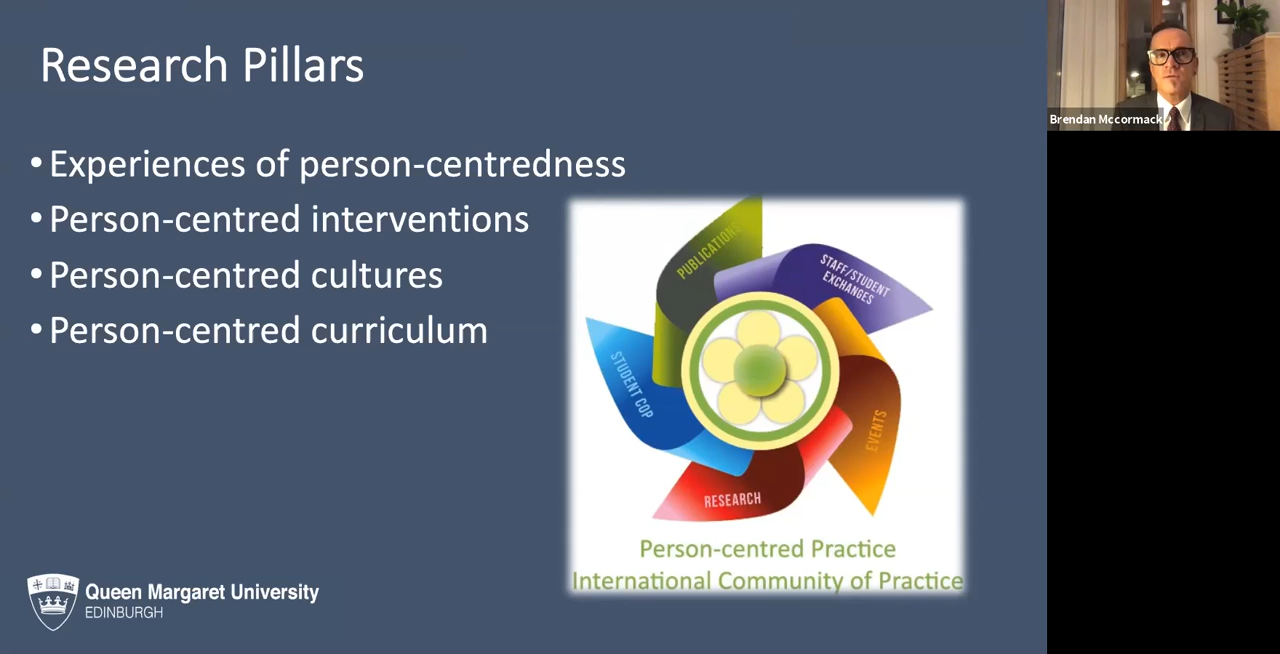 Research Pillars
• Experiences of person-centredness
• Person-centred interventions
• Person-centred cultures
• Person-centred curriculum
PUBLICATIONS
STAFF/STUDENT
EXCHANGES
STUDENT COP
EVENTS
RESEARCH
Person-centred Practice
International Community of Practice
Queen Margaret University
EDINBURGH
Brendan Mccormack